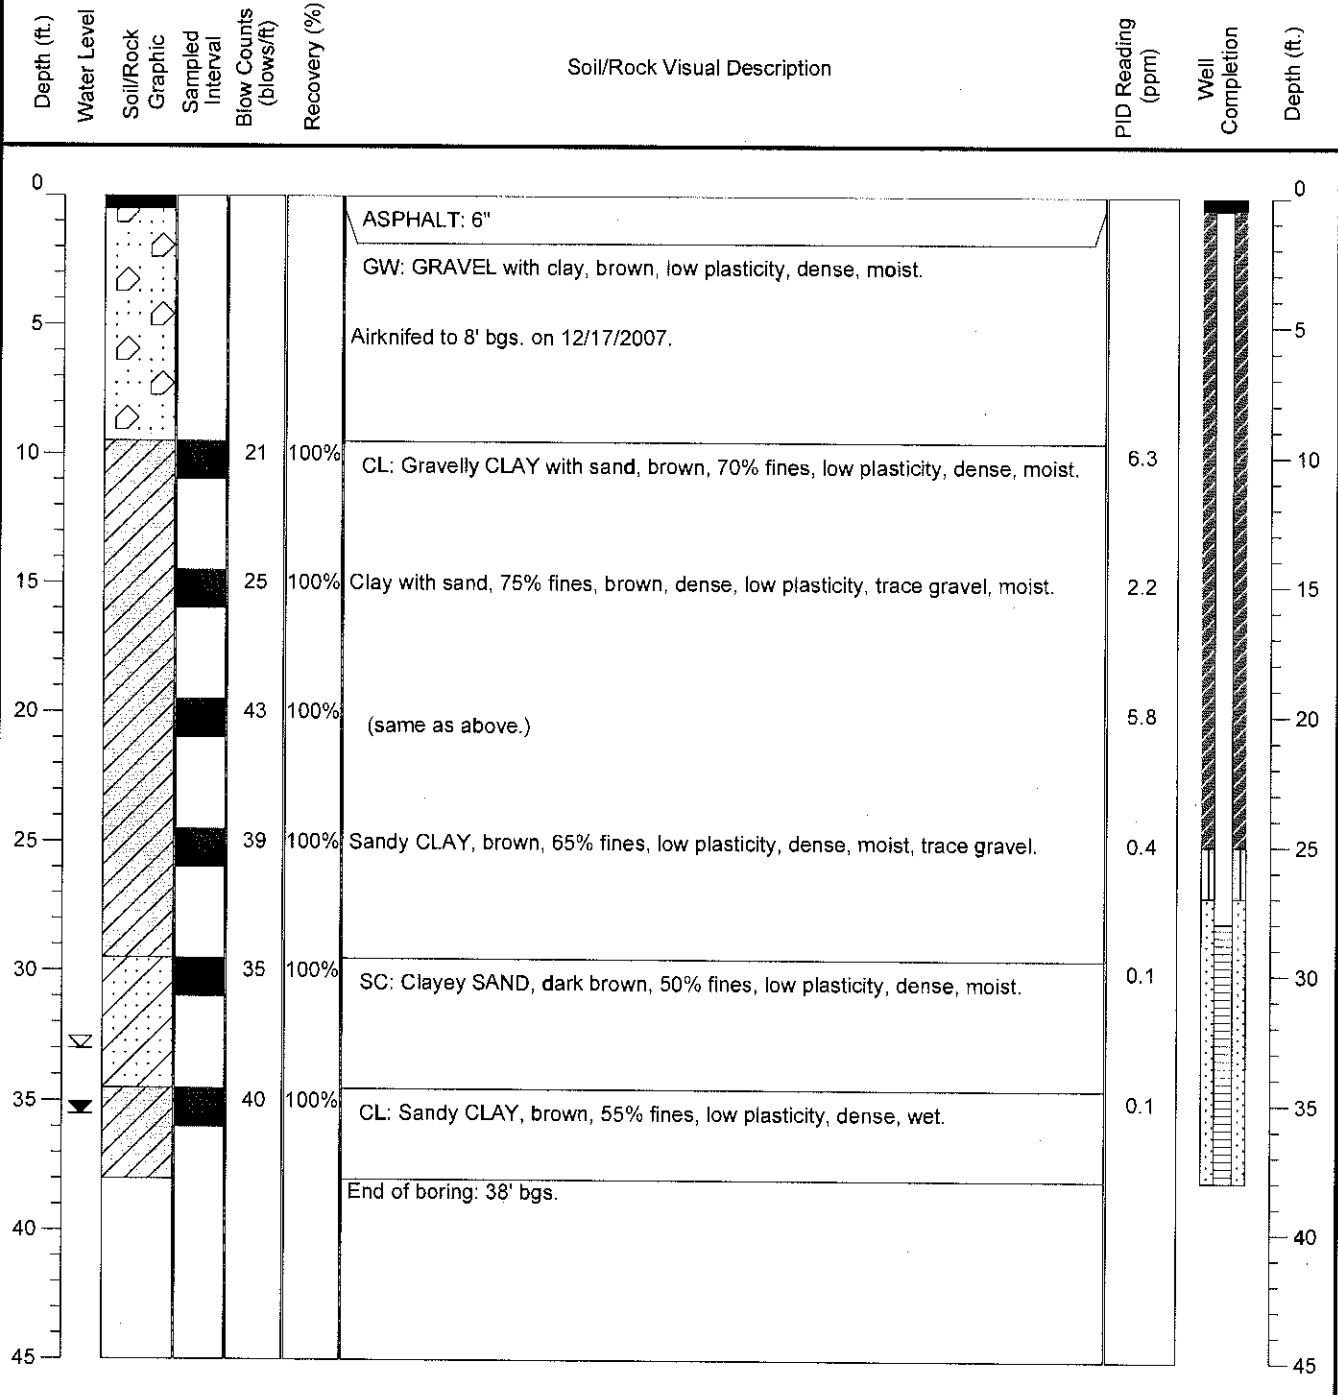 Depth (ft.)
Water Level
Soil/Rock
Graphic
Sampled
Interval
Blow Counts
(blows/ft)
Recovery (%)
Soil/Rock Visual Description
PID Reading
(ppm)
Well
Completion
Depth (ft.)
0 0
ASPHALT: 6"
GW: GRAVEL with clay, brown, low plasticity, dense, moist.
5 Airknifed to 8' bgs. on 12/17/2007. 5
10 21 100% CL: Gravelly CLAY with sand, brown, 70% fines, low plasticity, dense, moist. 6.3 10
15 25 100% Clay with sand, 75% fines, brown, dense, low plasticity, trace gravel, moist. 2.2 15
20 43 100% (same as above.) 5.8 20
25 39 100% Sandy CLAY, brown, 65% fines, low plasticity, dense, moist, trace gravel. 0.4 25
30 35 100% SC: Clayey SAND, dark brown, 50% fines, low plasticity, dense, moist. 0.1 30
35 40 100% CL: Sandy CLAY, brown, 55% fines, low plasticity, dense, wet. 0.1 35
End of boring: 38' bgs.
40 40
45 45